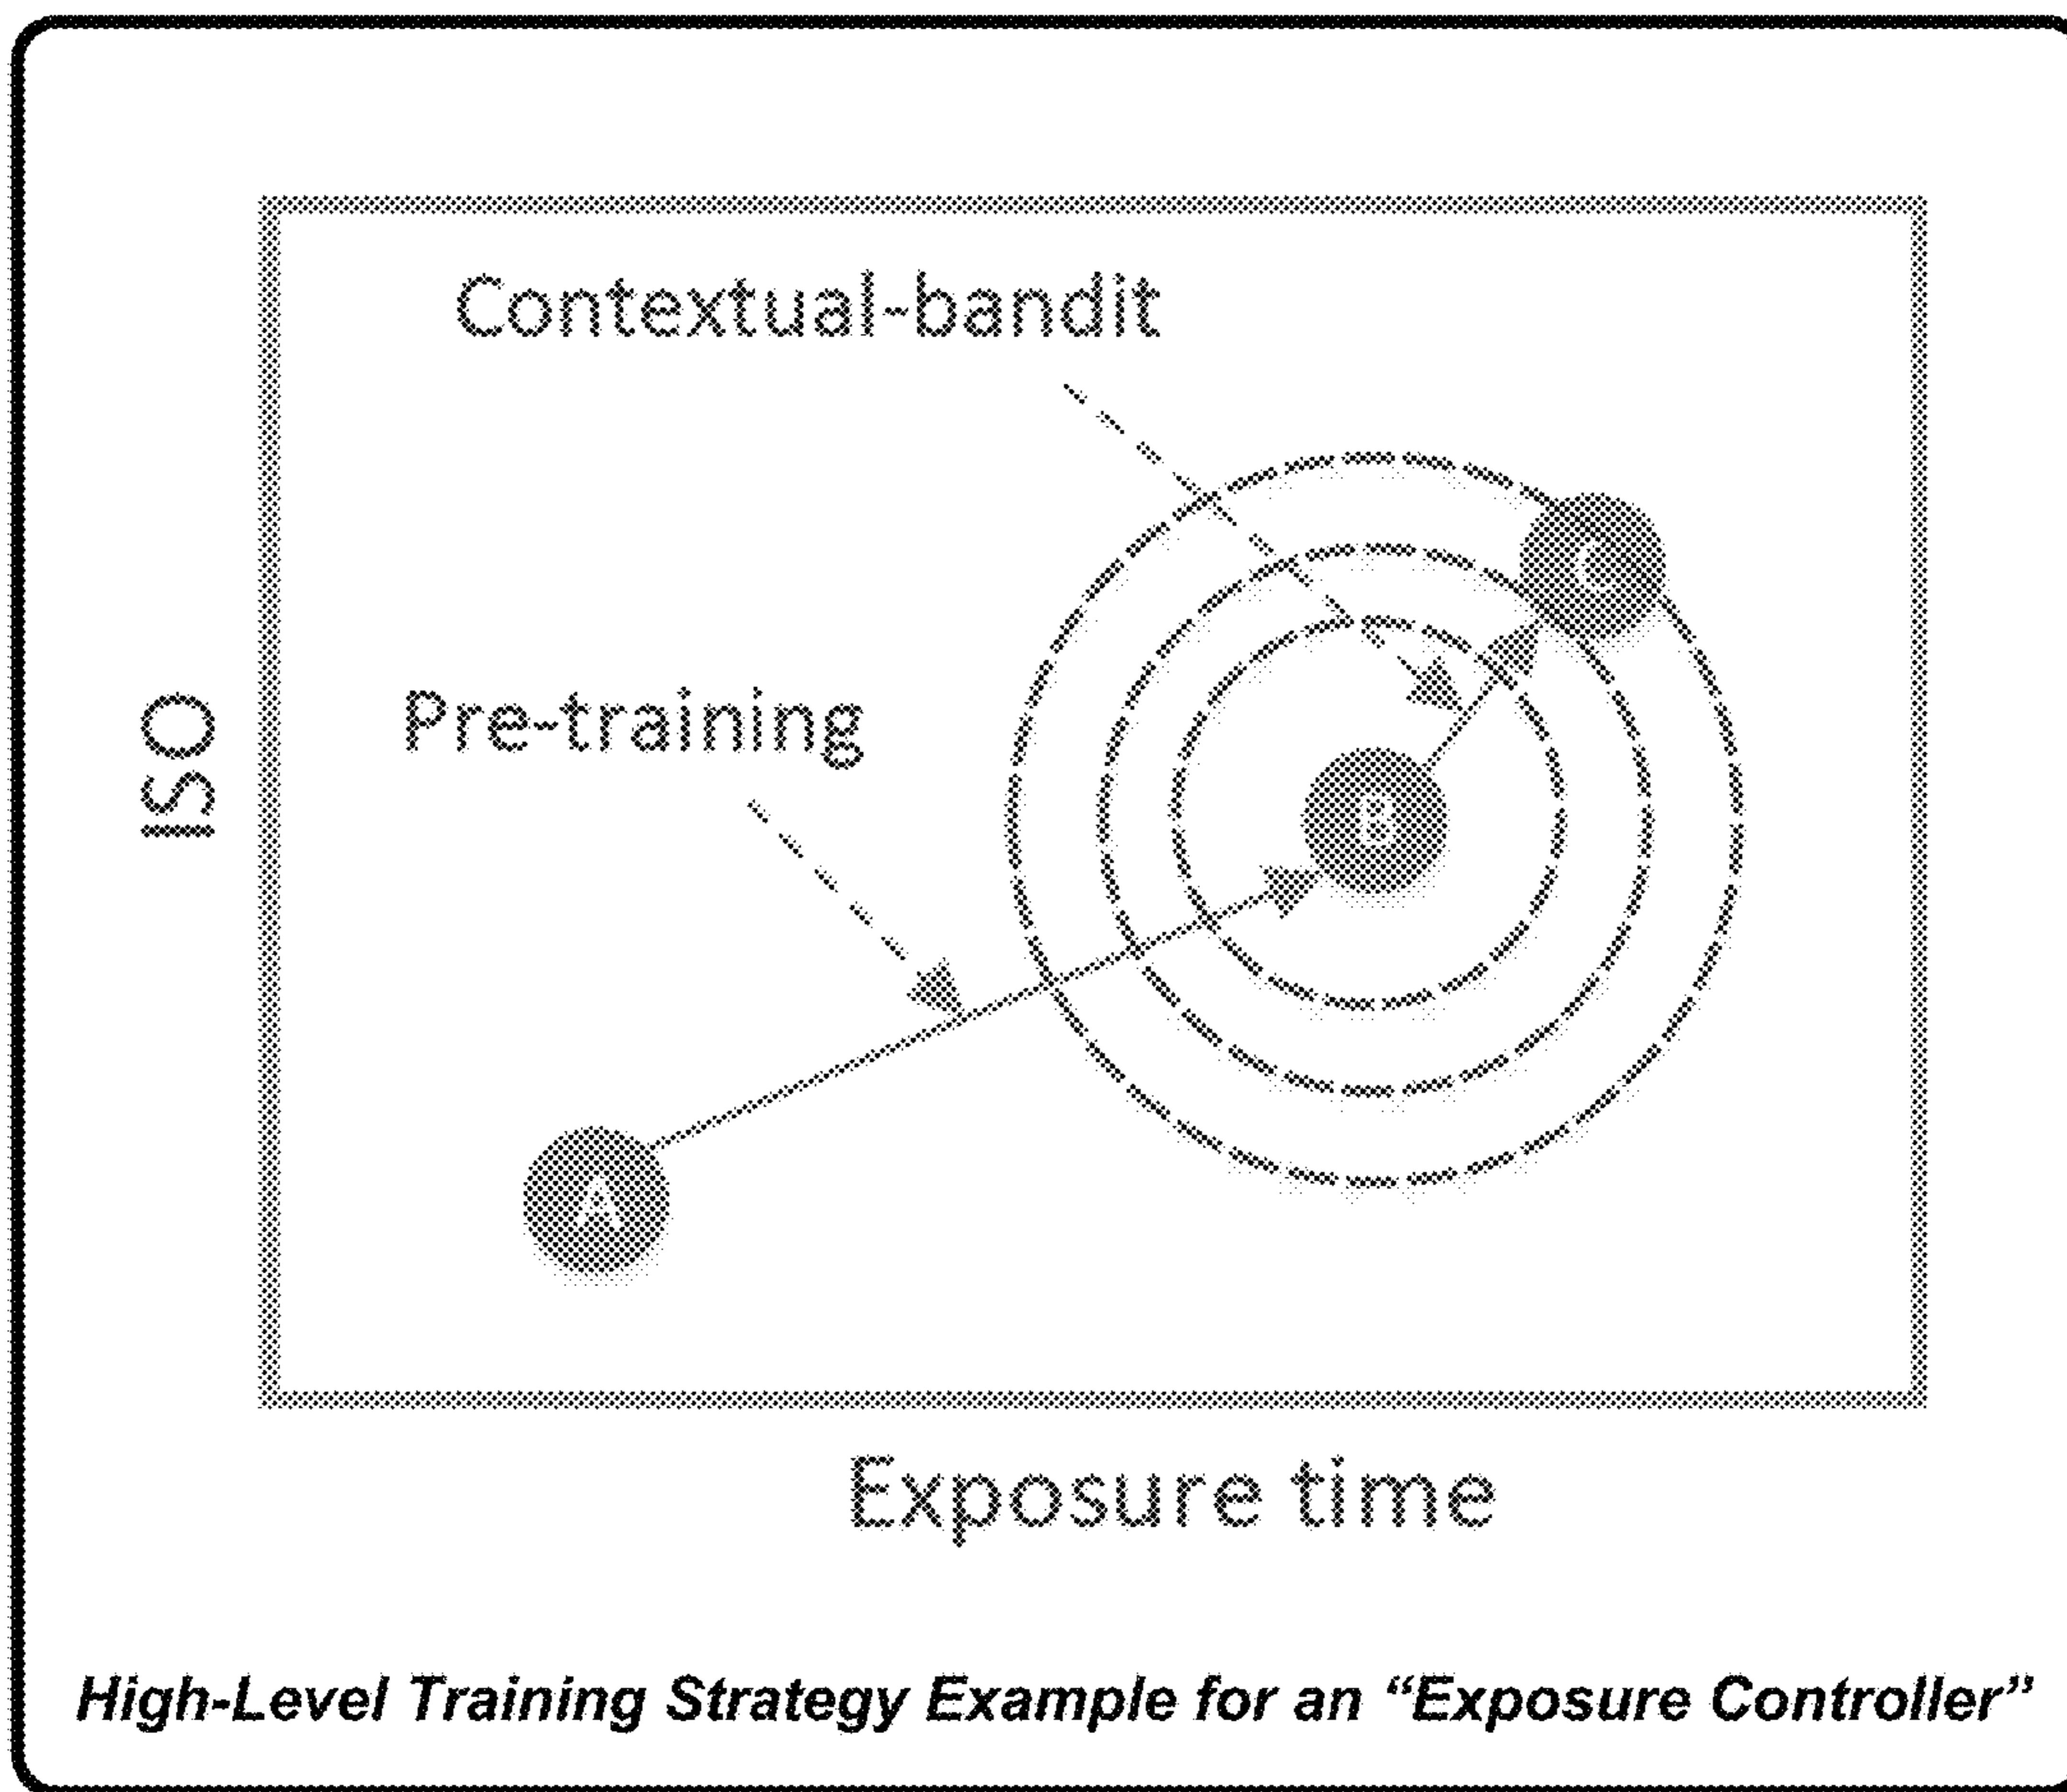 Contextual-bandit
C
Pre-training
ISO
B
A
Exposure time
High-Level Training Strategy Example for an “Exposure Controller”